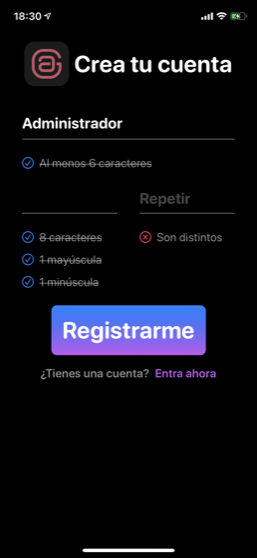 18:30
Crea tu cuenta
Administrador
Al menos 6 caracteres
Repetir
8 caracteres
Son distintos
1 mayúscula
1 minúscula
Registrarme
¿Tienes una cuenta? Entra ahora